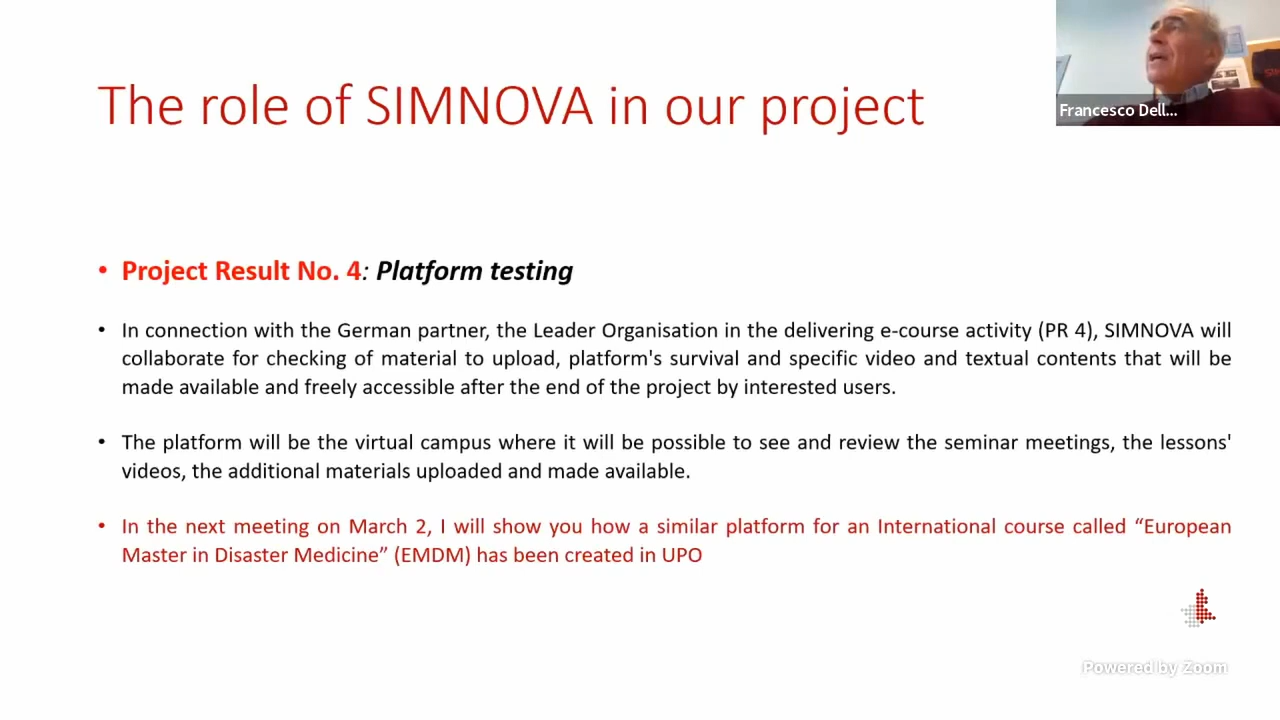 The role of SIMNOVA in our project
Francesco Dell...
• Project Result No. 4: Platform testing
• In connection with the German partner, the Leader Organisation in the delivering e-course activity (PR 4), SIMNOVA will
collaborate for checking of material to upload, platform's survival and specific video and textual contents that will be
made available and freely accessible after the end of the project by interested users.
• The platform will be the virtual campus where it will be possible to see and review the seminar meetings, the lessons'
videos, the additional materials uploaded and made available.
• In the next meeting on March 2, I will show you how a similar platform for an International course called “European
Master in Disaster Medicine” (EMDM) has been created in UPO
Powered by Zoom